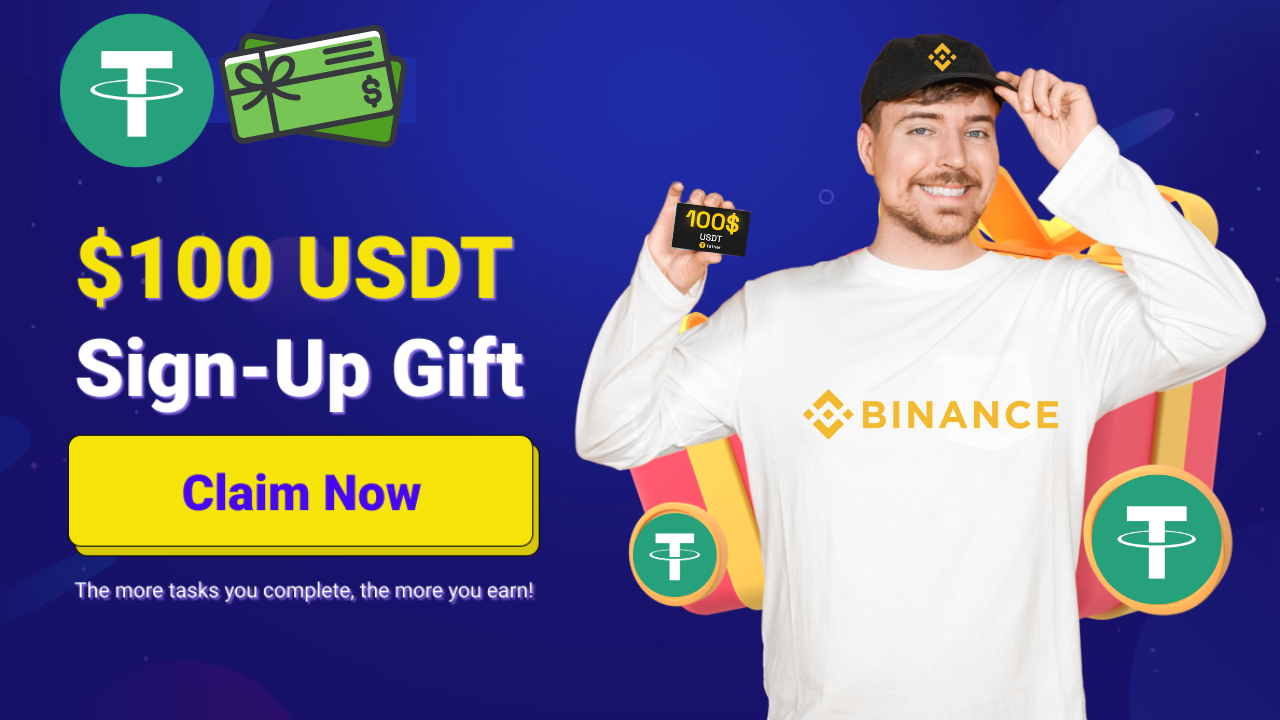 $100 USDT
Sign-Up Gift
Claim Now
The more tasks you complete, the more you earn!
100$
USDT
tether
BINANCE